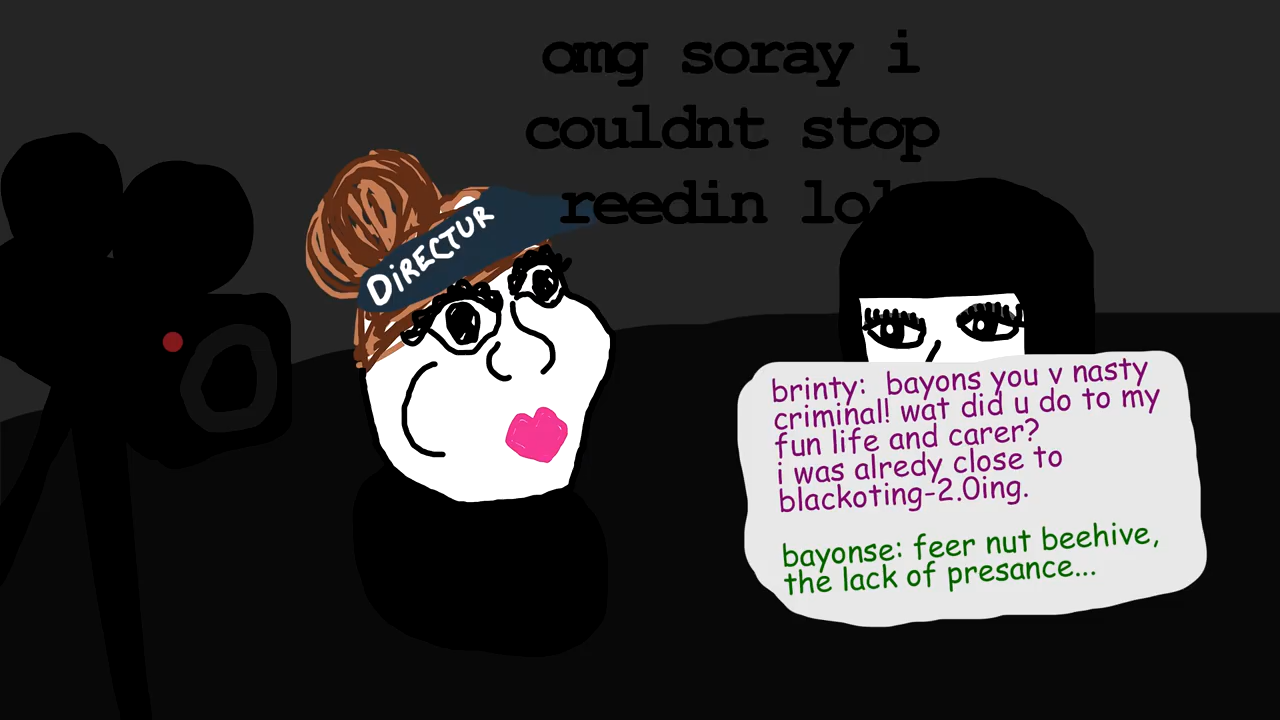 omg soray i
couldnt stop
reedin lol
DiRECTUR
brinty: bayons you v nasty
criminal! wat did u do to my
fun life and carer?
i was alredy close to
blackoting-2.0ing.
bayonse: feer nut beehive,
the lack of presance...